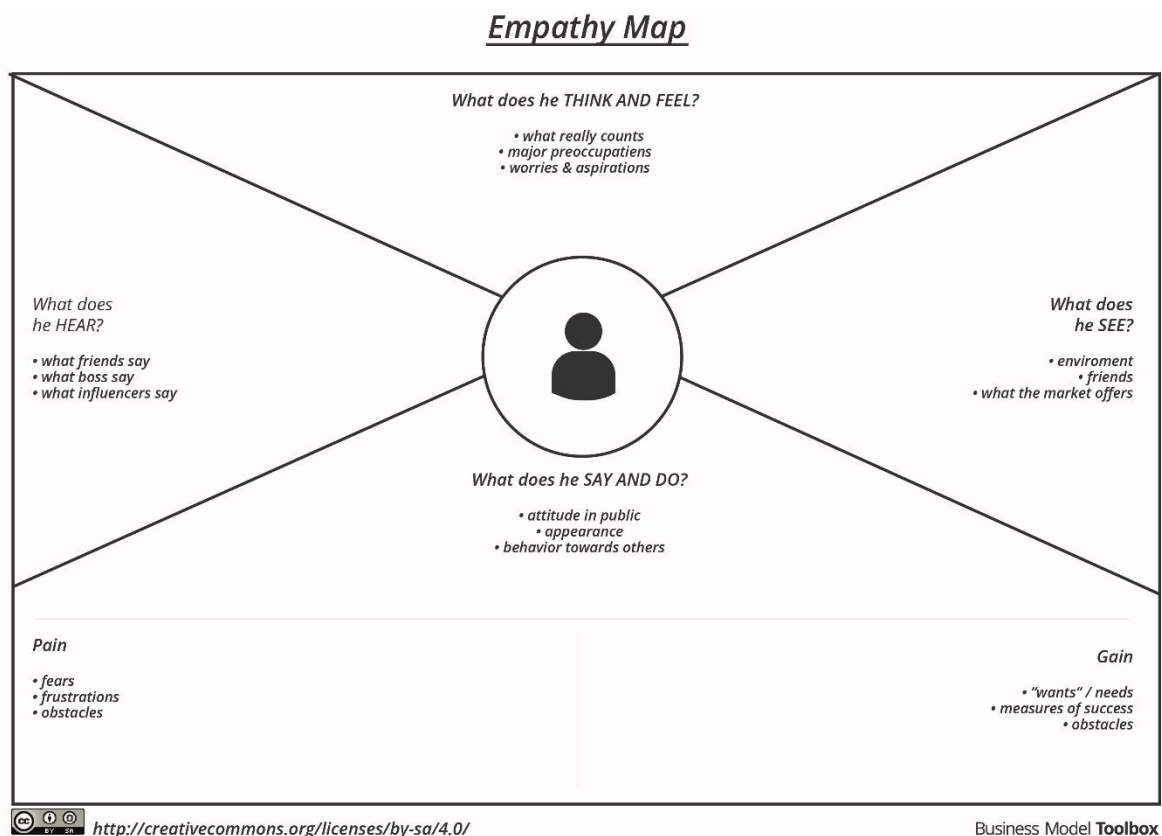 Empathy Map
What does he THINK AND FEEL?
• what really counts
• major preoccupatiens
• worries & aspirations
What does
he HEAR?
• what friends say
• what boss say
• what influencers say
What does
he SEE?
• enviroment
• friends
• what the market offers
What does he SAY AND DO?
• attitude in public
• appearance
• behavior towards others
Pain
• fears
• frustrations
• obstacles
Gain
• “wants” / needs
• measures of success
• obstacles
cc BY SA http://creativecommons.org/licenses/by-sa/4.0/
Business Model Toolbox